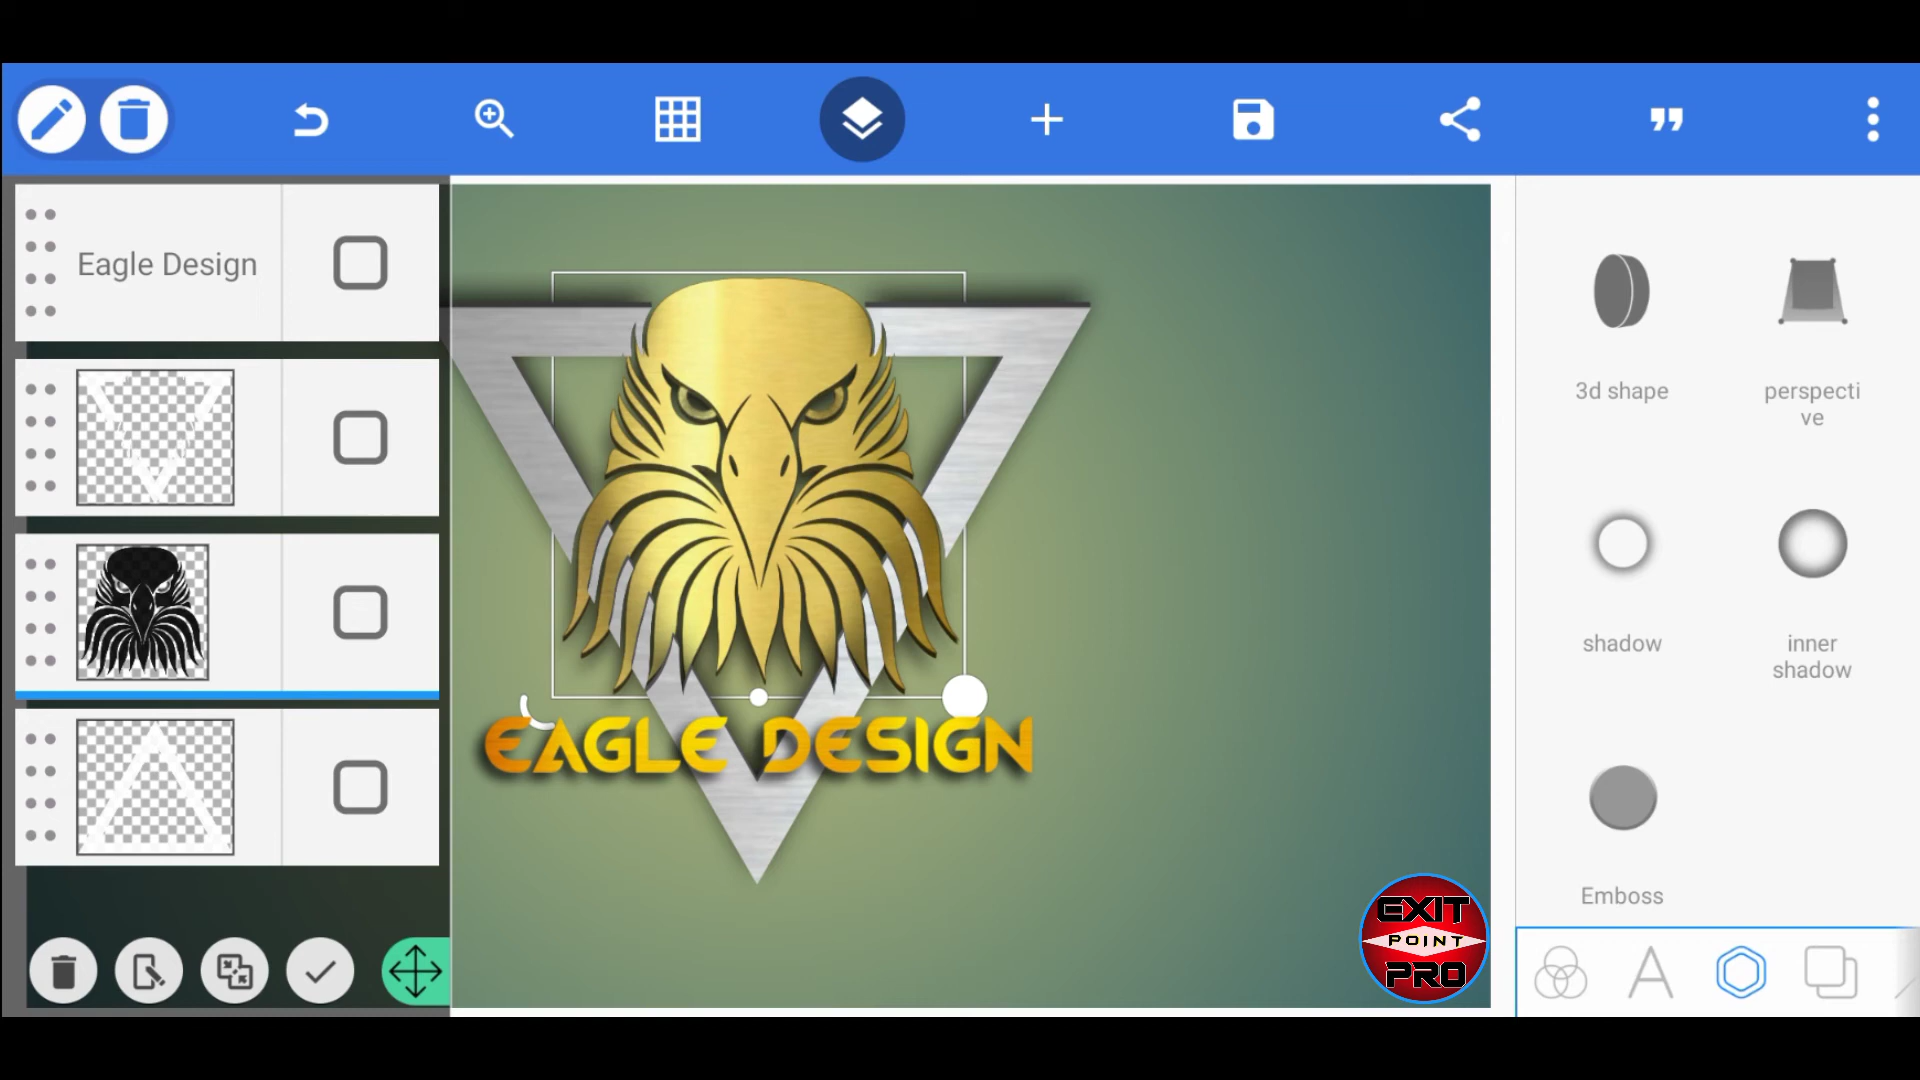 Eagle Design
EAGLE DESIGN
3d shape
perspecti
ve
shadow
inner
shadow
Emboss
EXIT
POINT
PRO